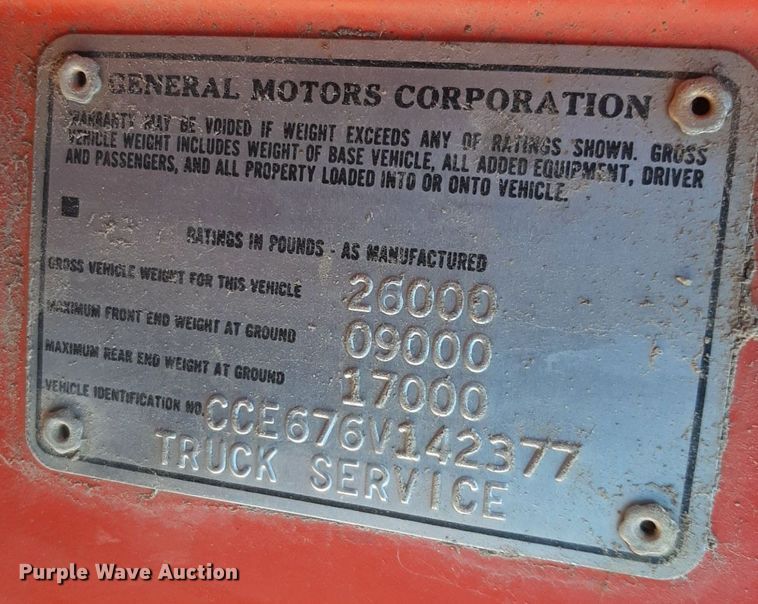 GENERAL MOTORS CORPORATION
WARRANTY MAY BE VOIDED IF WEIGHT EXCEEDS ANY OF RATINGS SHOWN. GROSS
VEHICLE WEIGHT INCLUDES WEIGHT OF BASE VEHICLE, ALL ADDED EQUIPMENT, DRIVER
AND PASSENGERS, AND ALL PROPERTY LOADED INTO OR ONTO VEHICLE.
RATINGS IN POUNDS - AS MANUFACTURED
GROSS VEHICLE WEIGHT FOR THIS VEHICLE 26000
MAXIMUM FRONT END WEIGHT AT GROUND 09000
MAXIMUM REAR END WEIGHT AT GROUND 17000
VEHICLE IDENTIFICATION NO. CCE676V142377
TRUCK SERVICE
Purple Wave Auction